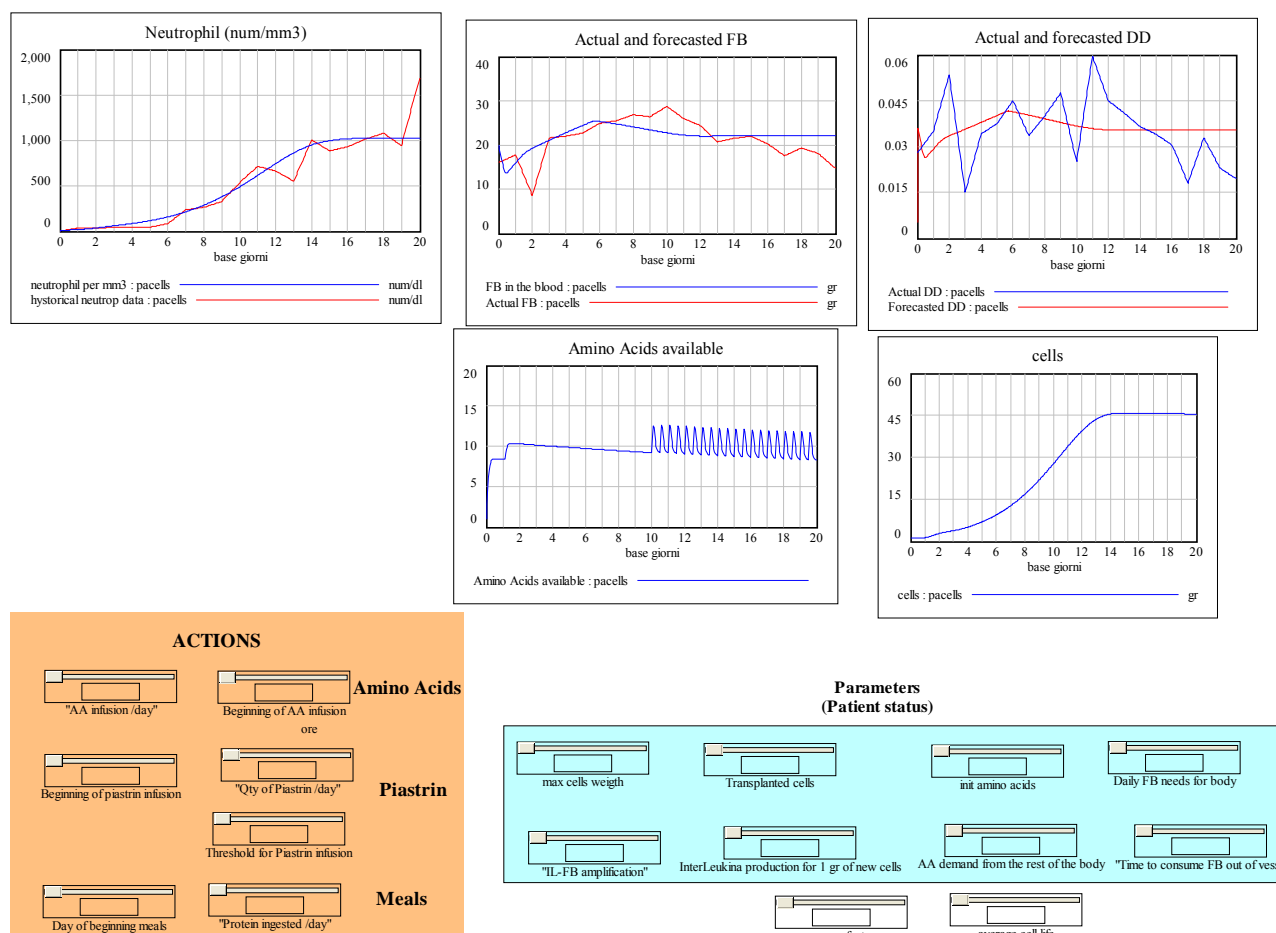 Neutrophil (num/mm3)
2,000
1,500
1,000
500
0
0 2 4 6 8 10 12 14 16 18 20
base giorni
neutrophil per mm3 : pacells num/dl
hystorical neutrop data : pacells num/dl
Actual and forecasted FB
40
30
20
10
0
0 2 4 6 8 10 12 14 16 18 20
base giorni
FB in the blood : pacells gr
Actual FB : pacells gr
Actual and forecasted DD
0.06
0.045
0.03
0.015
0
0 2 4 6 8 10 12 14 16 18 20
base giorni
Actual DD : pacells
Forecasted DD : pacells
Amino Acids available
20
15
10
5
0
0 2 4 6 8 10 12 14 16 18 20
base giorni
Amino Acids available : pacells
cells
60
45
30
15
0
0 2 4 6 8 10 12 14 16 18 20
base giorni
cells : pacells gr
ACTIONS
Amino Acids
"AA infusion /day"
Beginning of AA infusion
ore
Piastrin
Beginning of piastrin infusion
"Qty of Piastrin /day"
Threshold for Piastrin infusion
Meals
Day of beginning meals
"Protein ingested /day"
Parameters
(Patient status)
max cells weigth
Transplanted cells
init amino acids
Daily FB needs for body
"IL-FB amplification"
InterLeukina production for 1 gr of new cells
AA demand from the rest of the body
"Time to consume FB out of vess
average cell life